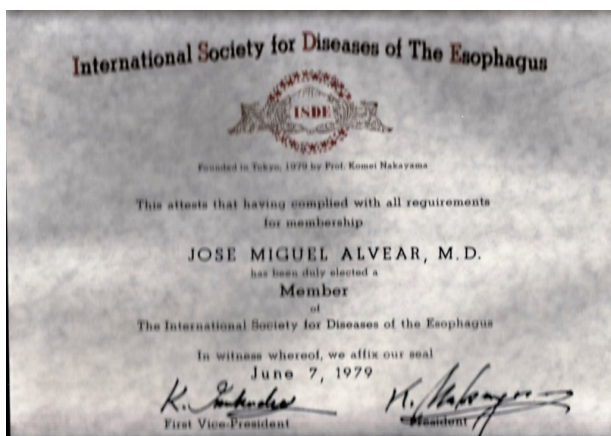 International Society for Diseases of The Esophagus
ISDE
Founded in Tokyo, 1979 by Prof. Komei Nakayama
This attests that having complied with all requirements
for membership
JOSE MIGUEL ALVEAR, M.D.
has been duly elected a
Member
of
The International Society for Diseases of the Esophagus
In witness whereof, we affix our seal
June 7, 1979
K.
K. Nakayama
First Vice-President
President